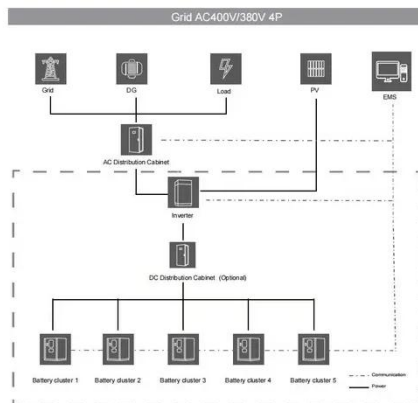 Grid AC400V/380V 4P
Grid
DG
Load
PV
EMS
AC Distribution Cabinet
Inverter
DC Distribution Cabinet (Optional)
Battery cluster 1
Battery cluster 2
Battery cluster 3
Battery cluster 4
Battery cluster 5
Communication
Power